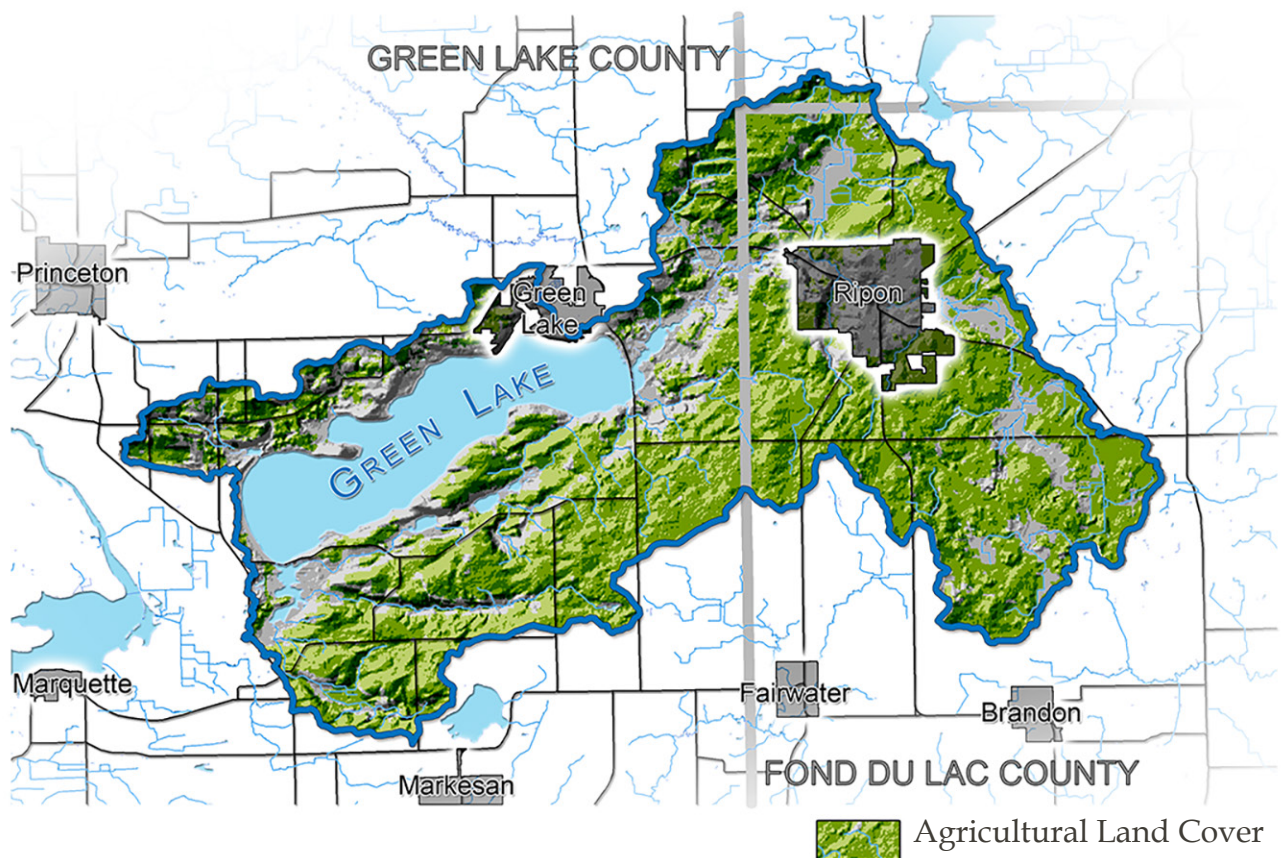 GREEN LAKE COUNTY
Princeton
Green
Lake
Ripon
GREEN LAKE
Marquette
Fairwater
Brandon
Markesan
FOND DU LAC COUNTY
Agricultural Land Cover